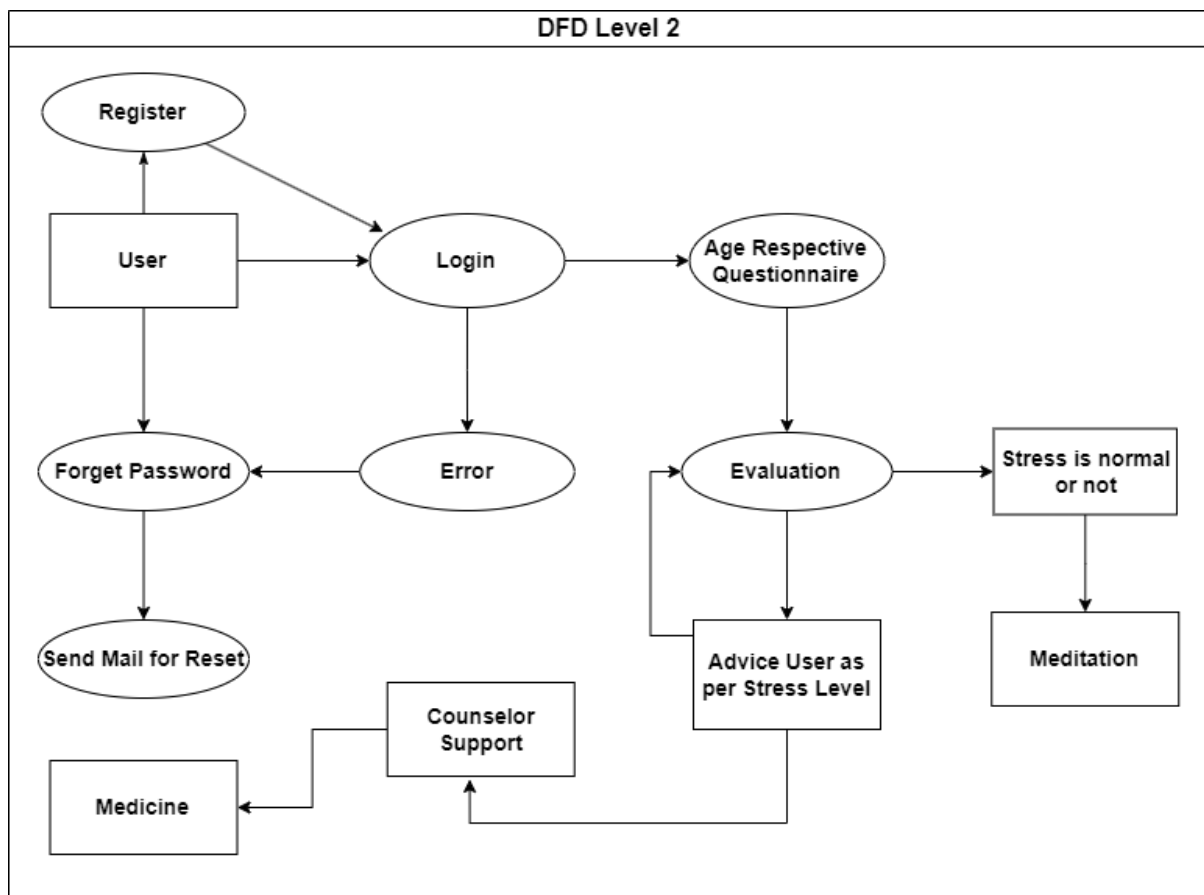 DFD Level 2
Register
User
Login
Age Respective
Questionnaire
Forget Password
Error
Evaluation
Stress is normal
or not
Send Mail for Reset
Advice User as
per Stress Level
Meditation
Counselor
Support
Medicine